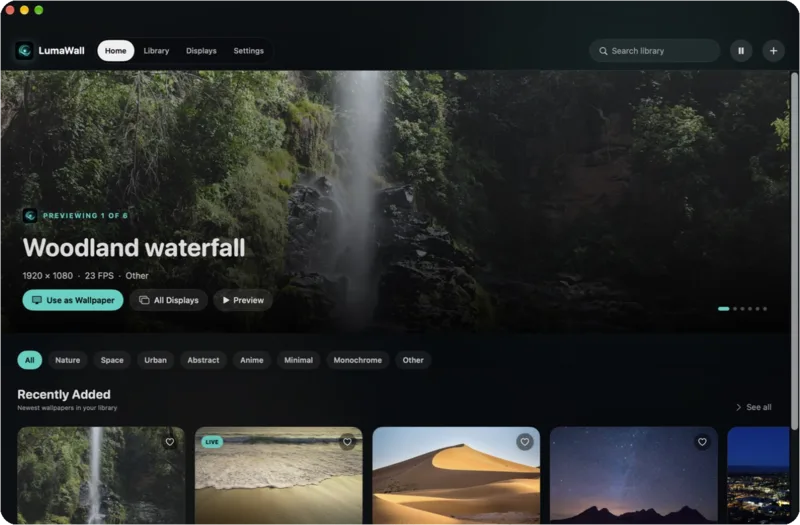 LumaWall
Home
Library
Displays
Settings
Search library
PREVIEWING 1 OF 6
Woodland waterfall
1920 × 1080 · 23 FPS · Other
Use as Wallpaper
All Displays
Preview
All
Nature
Space
Urban
Abstract
Anime
Minimal
Monochrome
Other
Recently Added
Newest wallpapers in your library
See all
LIVE